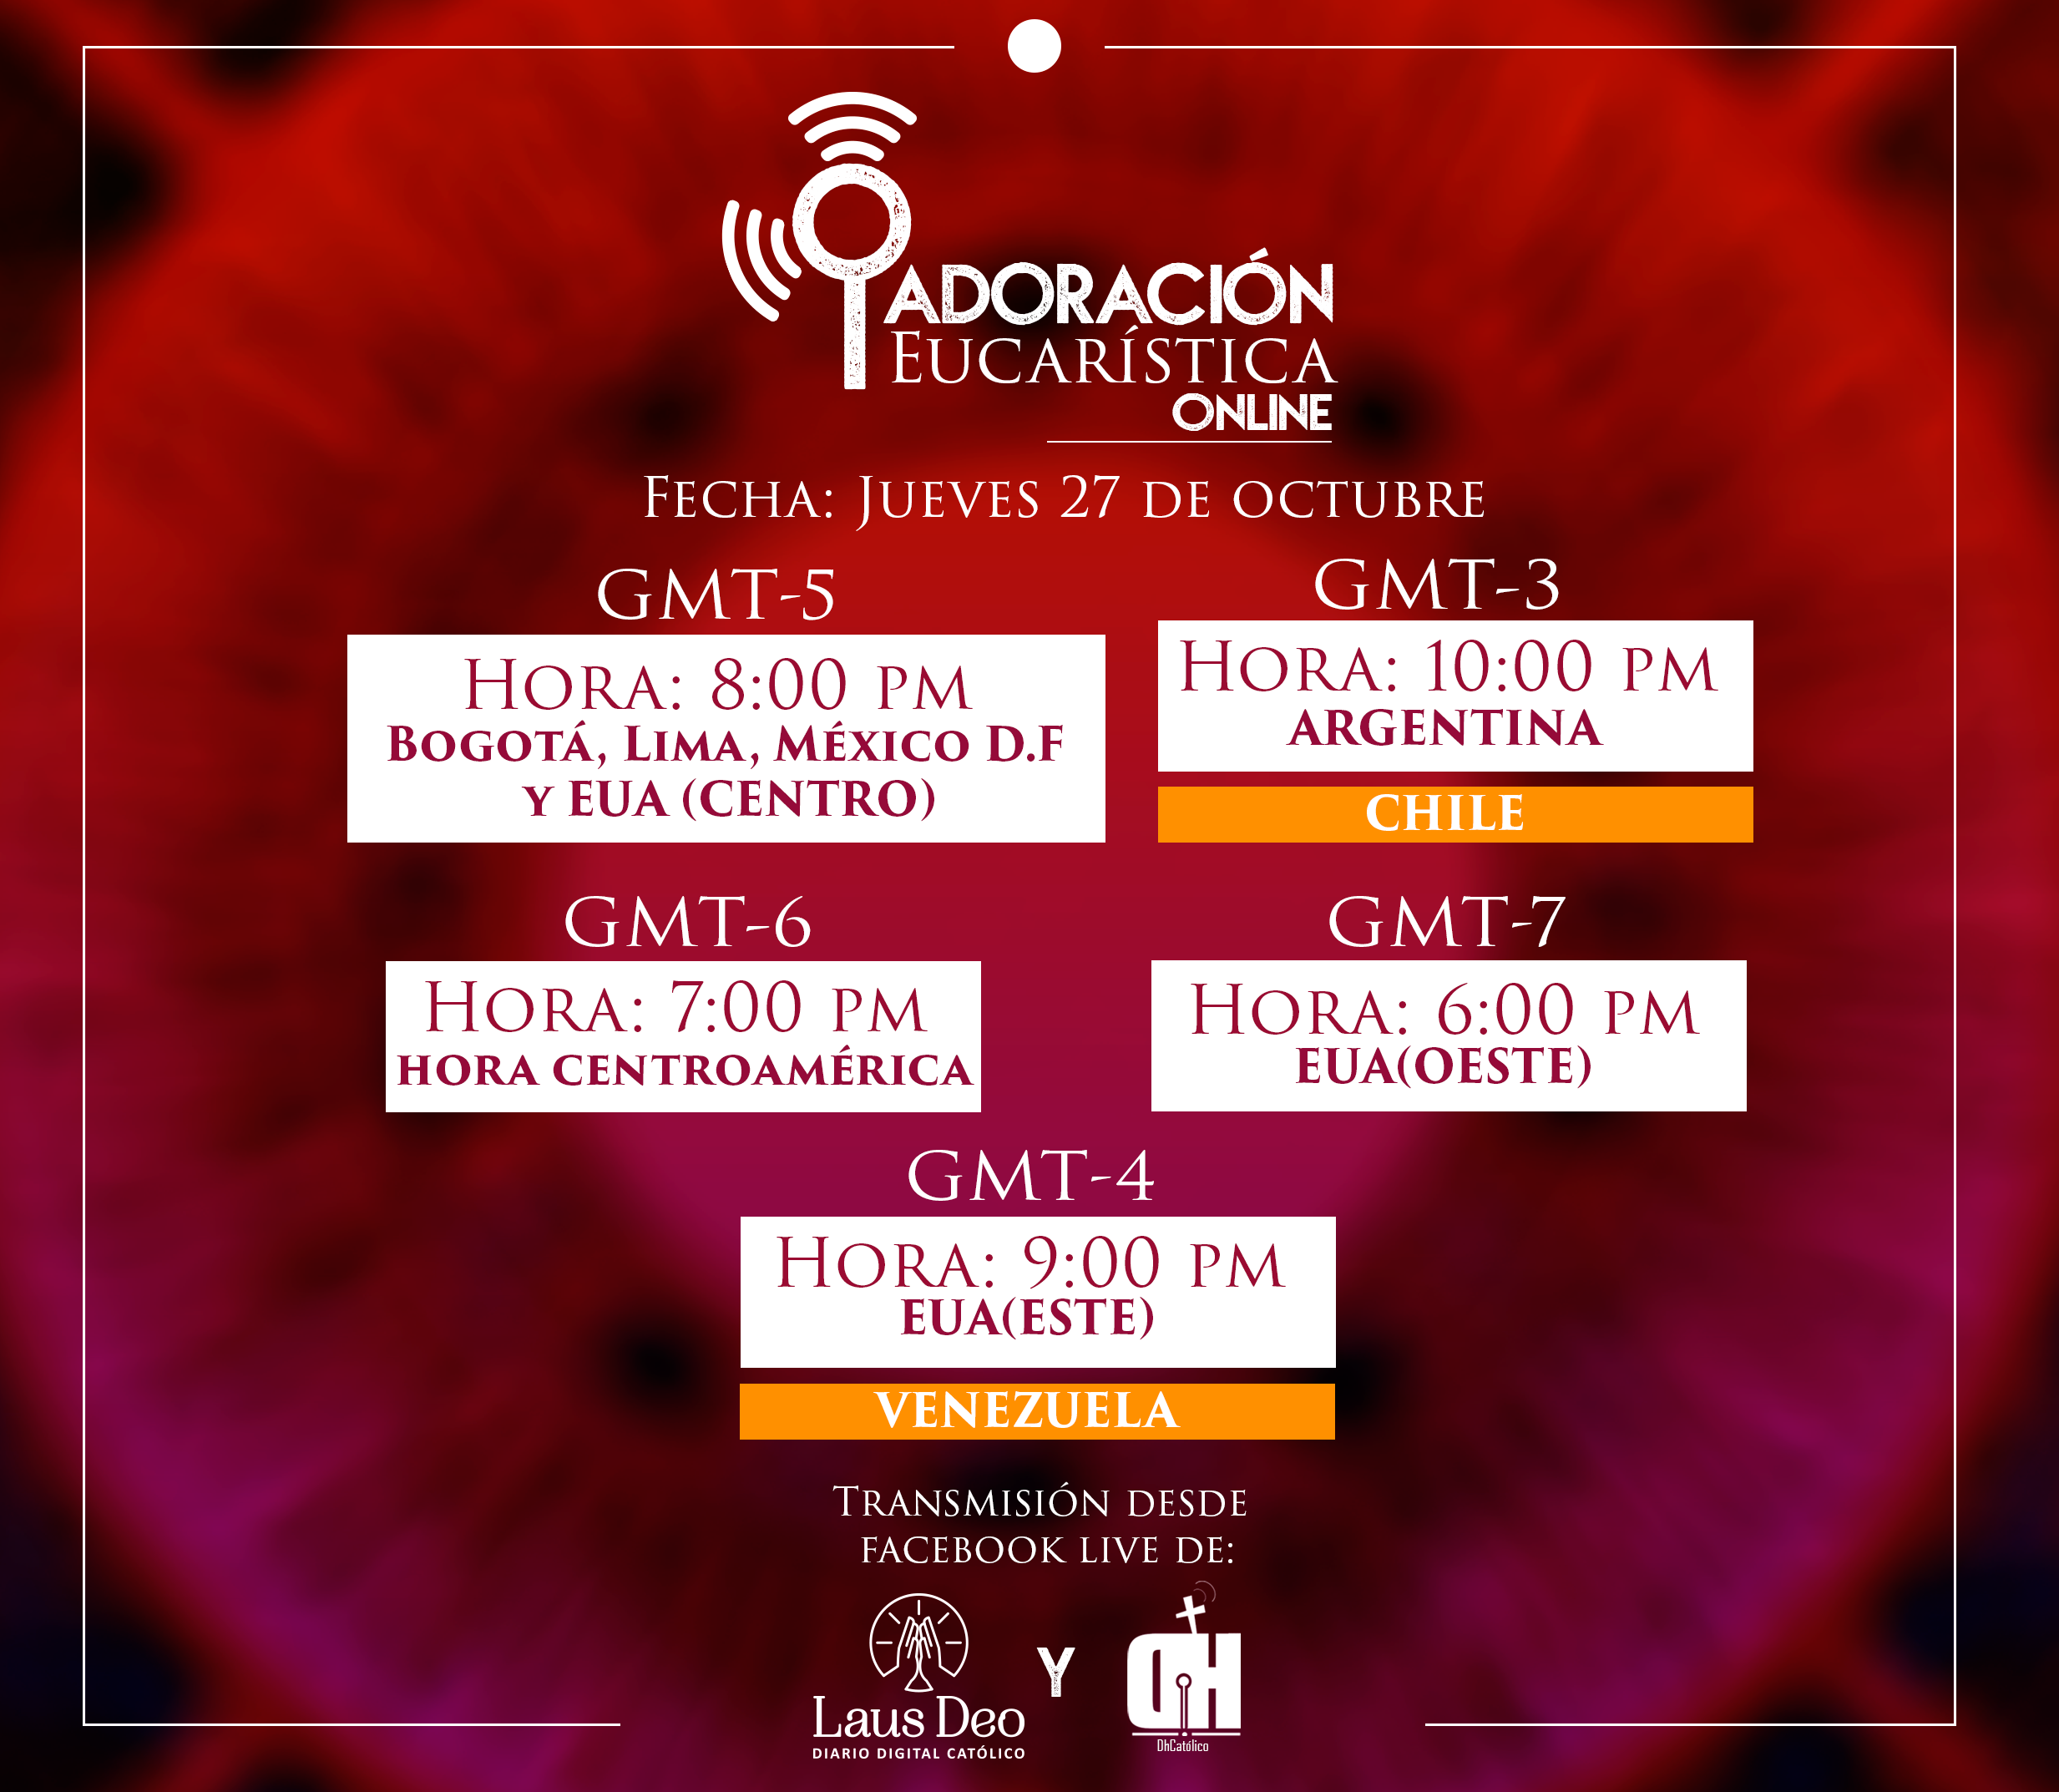 ADORACIÓN
EUCARÍSTICA
ONLINE
FECHA: JUEVES 27 DE OCTUBRE
GMT-5
HORA: 8:00 PM
BOGOTÁ, LIMA, MÉXICO D.F
Y EUA (CENTRO)
GMT-3
HORA: 10:00 PM
ARGENTINA
CHILE
GMT-6
HORA: 7:00 PM
HORA CENTROAMÉRICA
GMT-7
HORA: 6:00 PM
EUA(OESTE)
GMT-4
HORA: 9:00 PM
EUA(ESTE)
VENEZUELA
TRANSMISIÓN DESDE
FACEBOOK LIVE DE:
Laus Deo
DIARIO DIGITAL CATÓLICO
Y
DH
DhCatólico